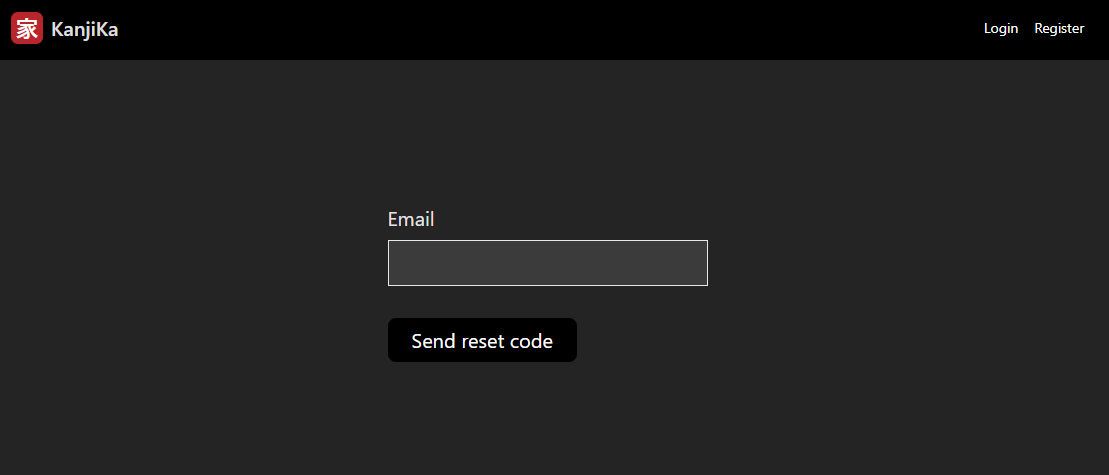 家 KanjiKa Login Register
Email
Send reset code